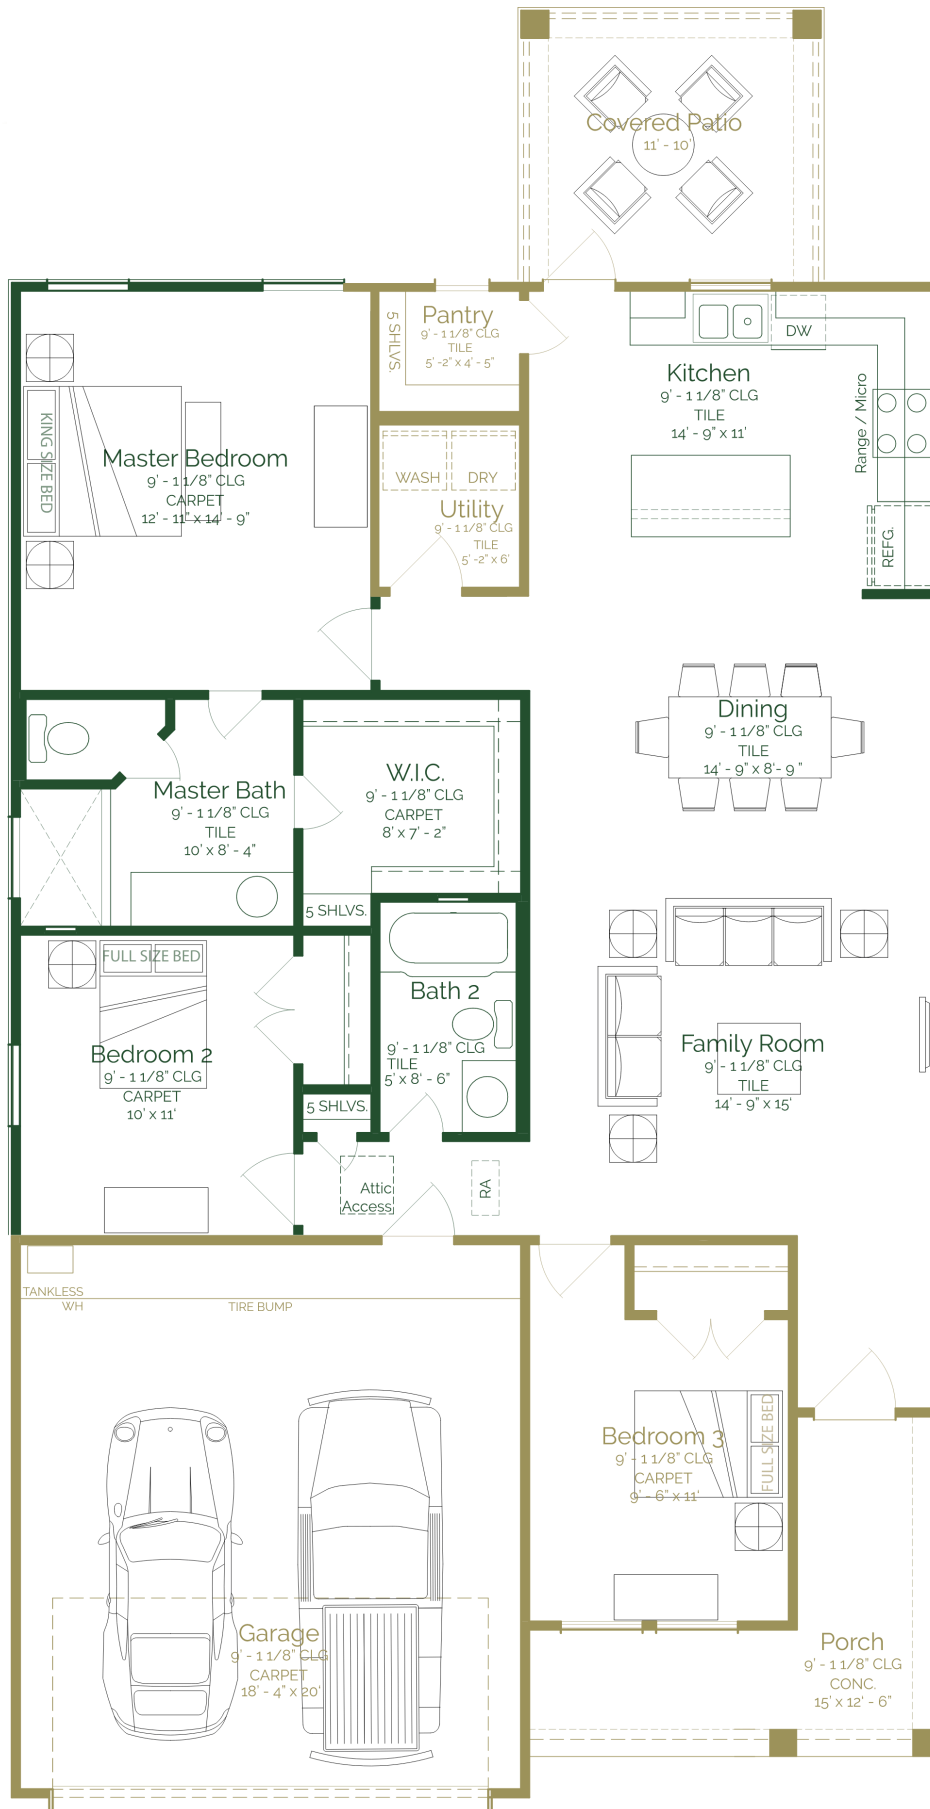 Covered Patio
11' - 10'
5 SHLVS.
Pantry
9' - 1 1/8" CLG
TILE
5' -2" x 4' - 5"
DW
Kitchen
9' - 1 1/8" CLG
TILE
14' - 9" x 11'
Range / Micro
REFG.
KING SIZE BED
Master Bedroom
9' - 1 1/8" CLG
CARPET
12' - 11" x 14' - 9"
WASH
DRY
Utility
9' - 1 1/8" CLG
TILE
5' -2" x 6'
Dining
9' - 1 1/8" CLG
TILE
14' - 9" x 8'- 9 "
Master Bath
9' - 1 1/8" CLG
TILE
10' x 8' - 4"
W.I.C.
9' - 1 1/8" CLG
CARPET
8' x 7' - 2"
5 SHLVS.
FULL SIZE BED
Bedroom 2
9' - 1 1/8" CLG
CARPET
10' x 11'
Bath 2
9' - 1 1/8" CLG
TILE
5' x 8' - 6"
Family Room
9' - 1 1/8" CLG
TILE
14' - 9" x 15'
5 SHLVS.
Attic
Access
RA
TANKLESS
WH
TIRE BUMP
Bedroom 3
9' - 1 1/8" CLG
CARPET
9' - 6" x 11'
FULL SIZE BED
Garage
9' - 1 1/8" CLG
CARPET
18' - 4" x 20'
Porch
9' - 1 1/8" CLG
CONC.
15' x 12' - 6"